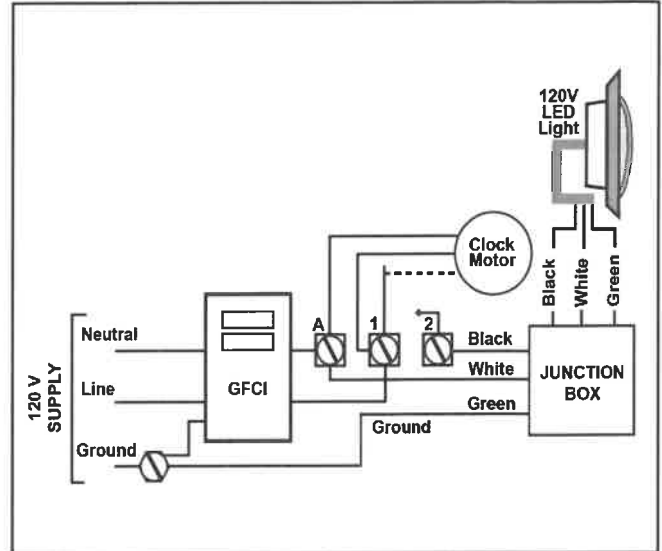 120V
LED
Light
Clock
Motor
Black
White
Green
A
1
2
Neutral
Black
White
JUNCTION
BOX
120 V
SUPPLY
Line
GFCI
Green
Ground
Ground